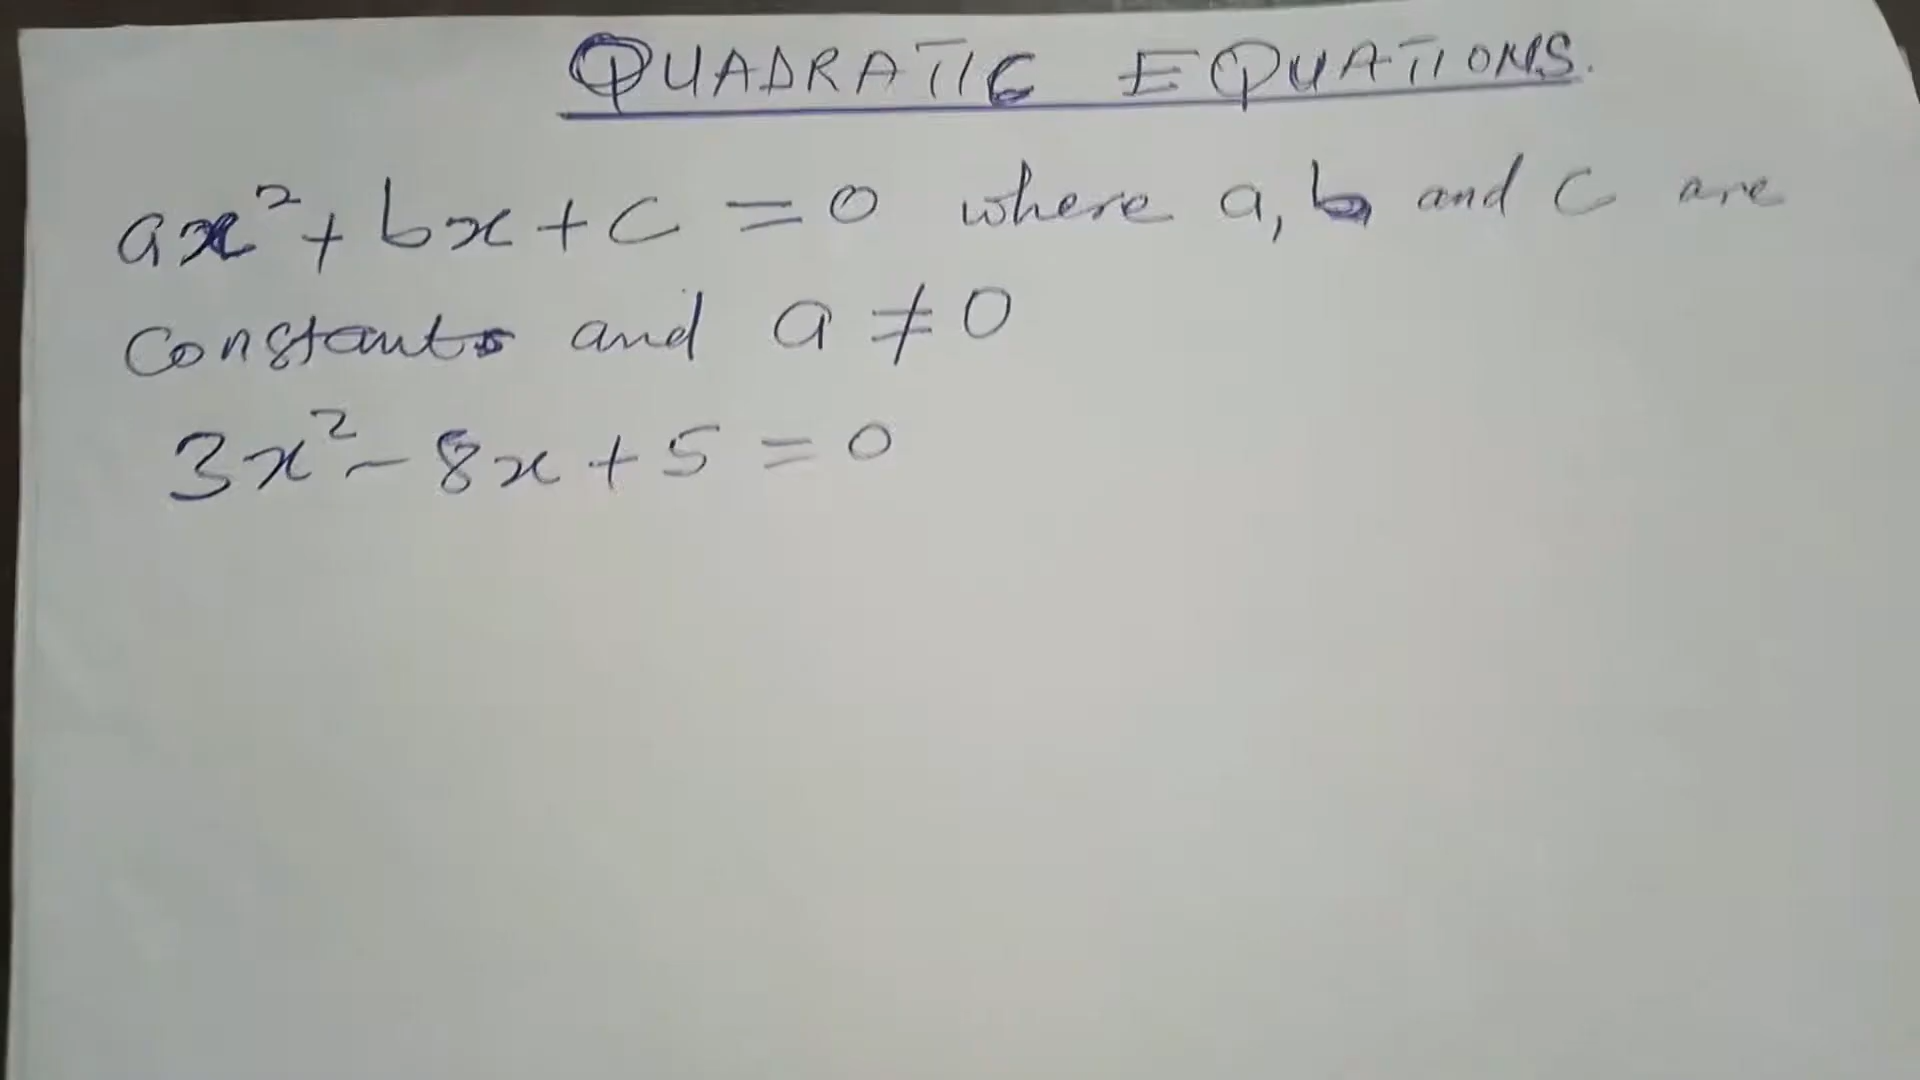 QUADRATIC EQUATIONS.
ax² + bx + c = 0 where a, b and c are
constants and a ≠ 0
3x² - 8x + 5 = 0